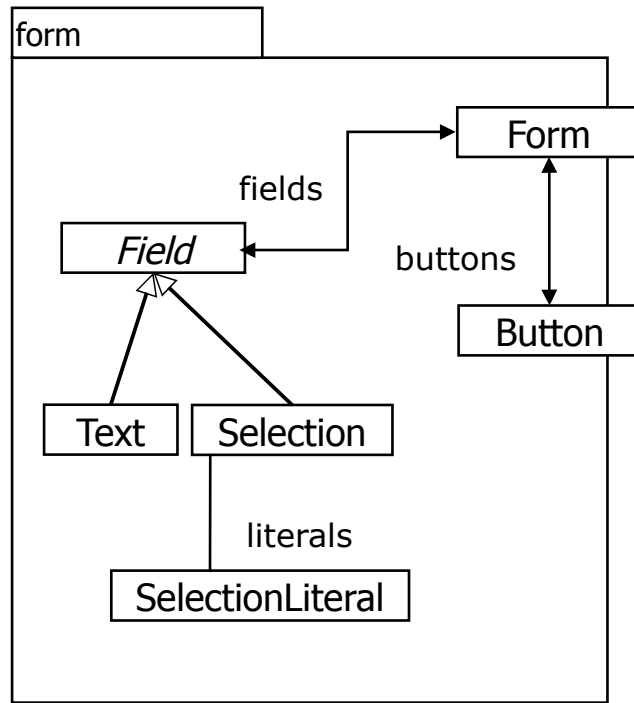 form
Form
fields
Field
buttons
Button
Text
Selection
literals
SelectionLiteral